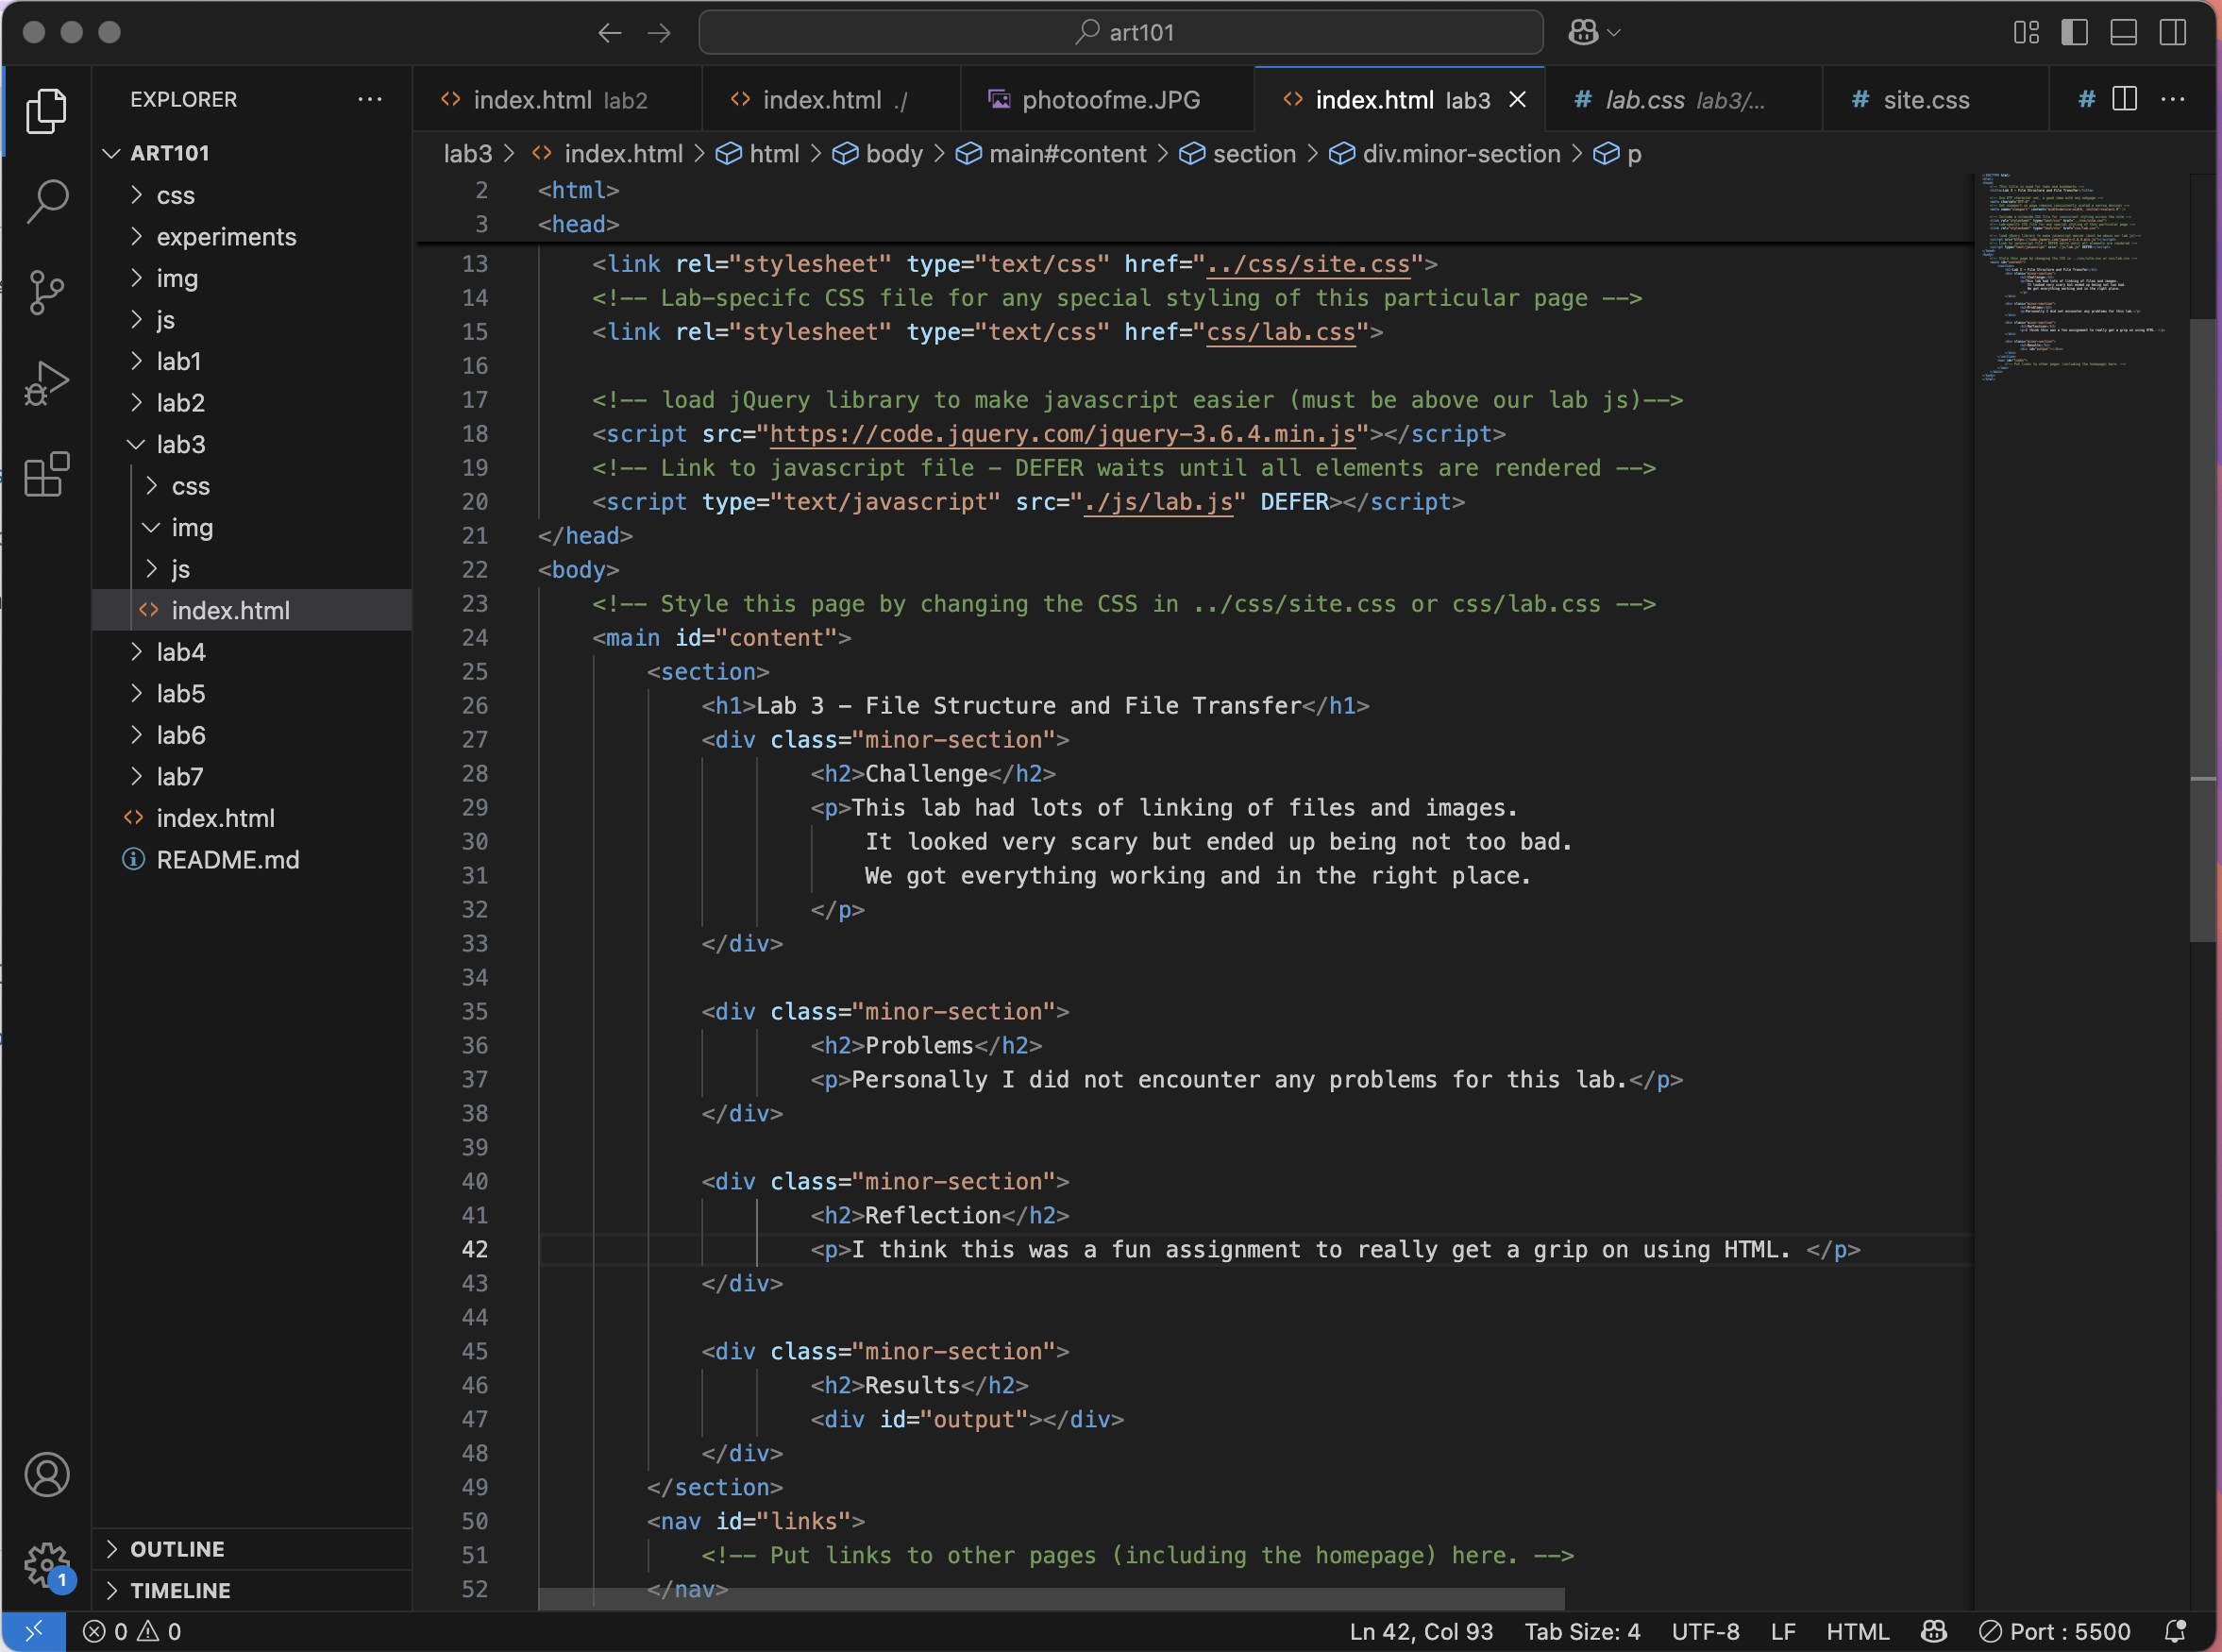 art101
EXPLORER
index.html lab2
index.html ./
photoofme.JPG
index.html lab3
lab.css lab3/...
site.css
ART101
css
experiments
img
js
lab1
lab2
lab3
css
img
js
index.html
lab4
lab5
lab6
lab7
index.html
README.md
OUTLINE
TIMELINE
lab3 > index.html > html > body > main#content > section > div.minor-section > p
2 <html>
3 <head>
13 <link rel="stylesheet" type="text/css" href="../css/site.css">
14 <!-- Lab-specifc CSS file for any special styling of this particular page -->
15 <link rel="stylesheet" type="text/css" href="css/lab.css">
16
17 <!-- load jQuery library to make javascript easier (must be above our lab js)-->
18 <script src="https://code.jquery.com/jquery-3.6.4.min.js"></script>
19 <!-- Link to javascript file - DEFER waits until all elements are rendered -->
20 <script type="text/javascript" src="./js/lab.js" DEFER></script>
21 </head>
22 <body>
23 <!-- Style this page by changing the CSS in ../css/site.css or css/lab.css -->
24 <main id="content">
25 <section>
26 <h1>Lab 3 - File Structure and File Transfer</h1>
27 <div class="minor-section">
28 <h2>Challenge</h2>
29 <p>This lab had lots of linking of files and images.
30 It looked very scary but ended up being not too bad.
31 We got everything working and in the right place.
32 </p>
33 </div>
34
35 <div class="minor-section">
36 <h2>Problems</h2>
37 <p>Personally I did not encounter any problems for this lab.</p>
38 </div>
39
40 <div class="minor-section">
41 <h2>Reflection</h2>
42 <p>I think this was a fun assignment to really get a grip on using HTML. </p>
43 </div>
44
45 <div class="minor-section">
46 <h2>Results</h2>
47 <div id="output"></div>
48 </div>
49 </section>
50 <nav id="links">
51 <!-- Put links to other pages (including the homepage) here. -->
52 </nav>
1
0 0
Ln 42, Col 93 Tab Size: 4 UTF-8 LF HTML Port : 5500